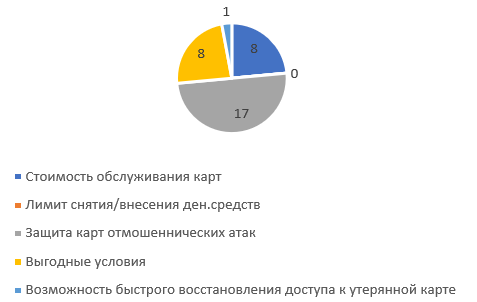 1
8
8
0
17
Стоимость обслуживания карт
Лимит снятия/внесения ден.средств
Защита карт отмошеннических атак
Выгодные условия
Возможность быстрого восстановления доступа к утерянной карте